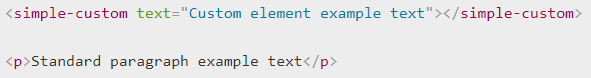 <simple-custom text="Custom element example text"></simple-custom>
<p>Standard paragraph example text</p>